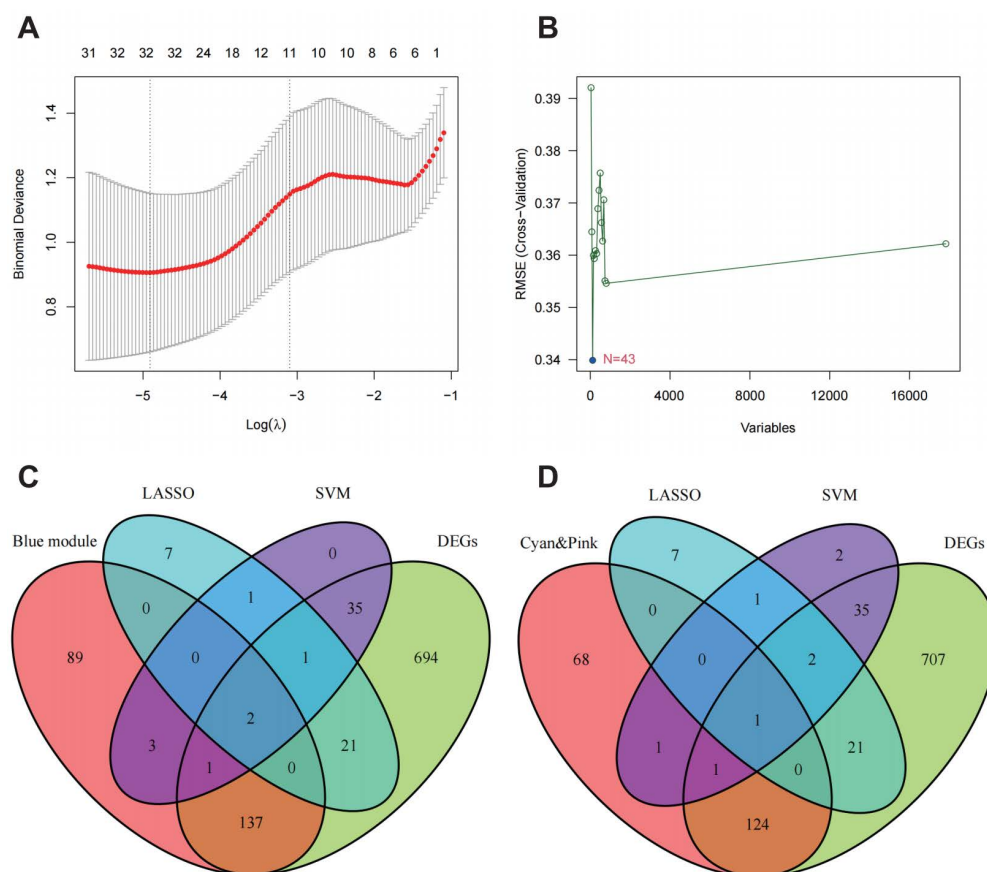 A
31 32 32 32 24 18 12 11 10 10 8 6 6 1
Binomial Deviance
1.4
1.2
1.0
0.8
−5 −4 −3 −2 −1
Log(λ)
B
RMSE (Cross−Validation)
0.39
0.38
0.37
0.36
0.35
0.34
N=43
0 4000 8000 12000 16000
Variables
C
LASSO SVM
Blue module DEGs
7 0
0 1 35
89 0 1 694
2
3 21
1 0
137
D
LASSO SVM
Cyan&Pink DEGs
7 2
0 1 35
68 0 2 707
1
1 21
1 0
124